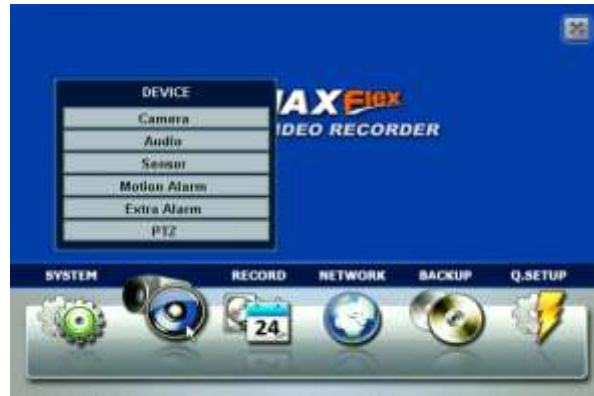 DEVICE
AX Flex
IDEO RECORDER
Camera
Audio
Sensor
Motion Alarm
Extra Alarm
PTZ
SYSTEM
RECORD
NETWORK
BACKUP
Q.SETUP
24